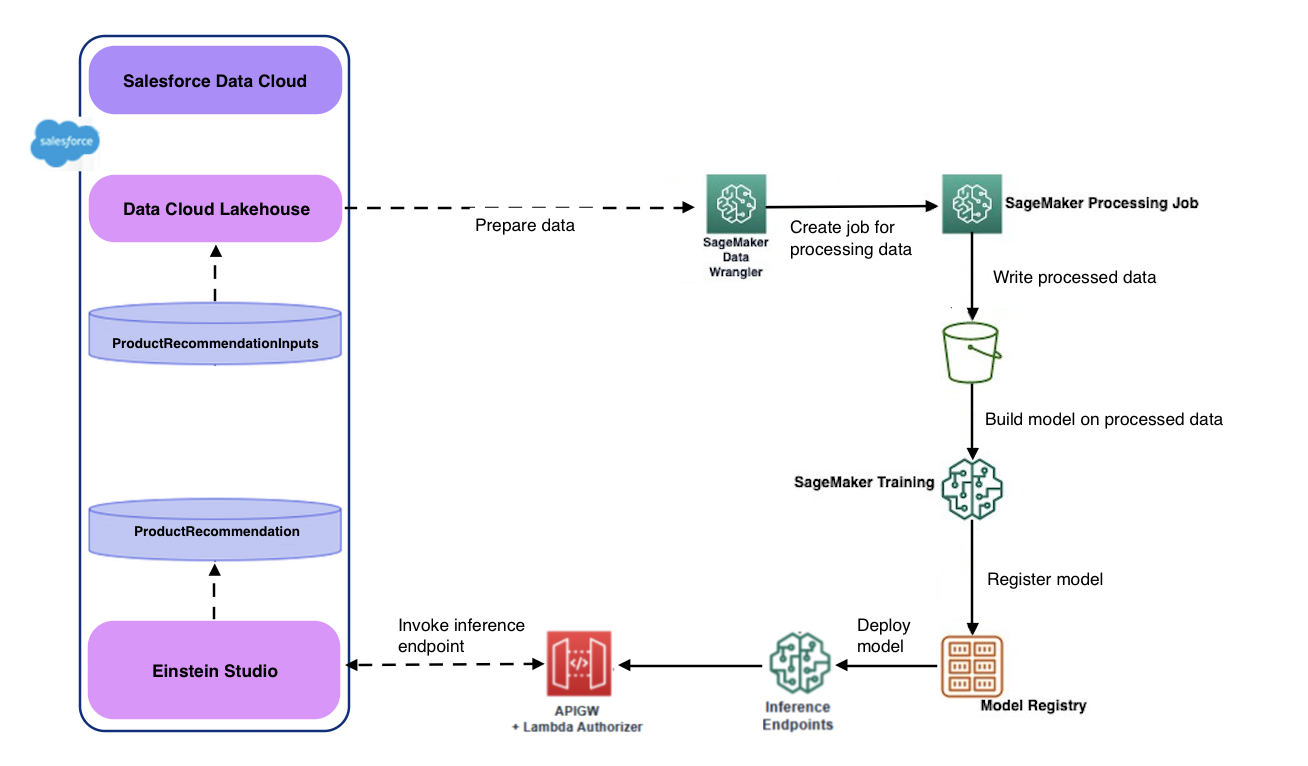 Salesforce Data Cloud
salesforce
Data Cloud Lakehouse
Prepare data
SageMaker
Data
Wrangler
Create job for
processing data
SageMaker Processing Job
Write processed data
ProductRecommendationInputs
Build model on processed data
SageMaker Training
ProductRecommendation
Register model
Invoke inference
endpoint
Deploy
model
Einstein Studio
APIGW
+ Lambda Authorizer
Inference
Endpoints
Model Registry